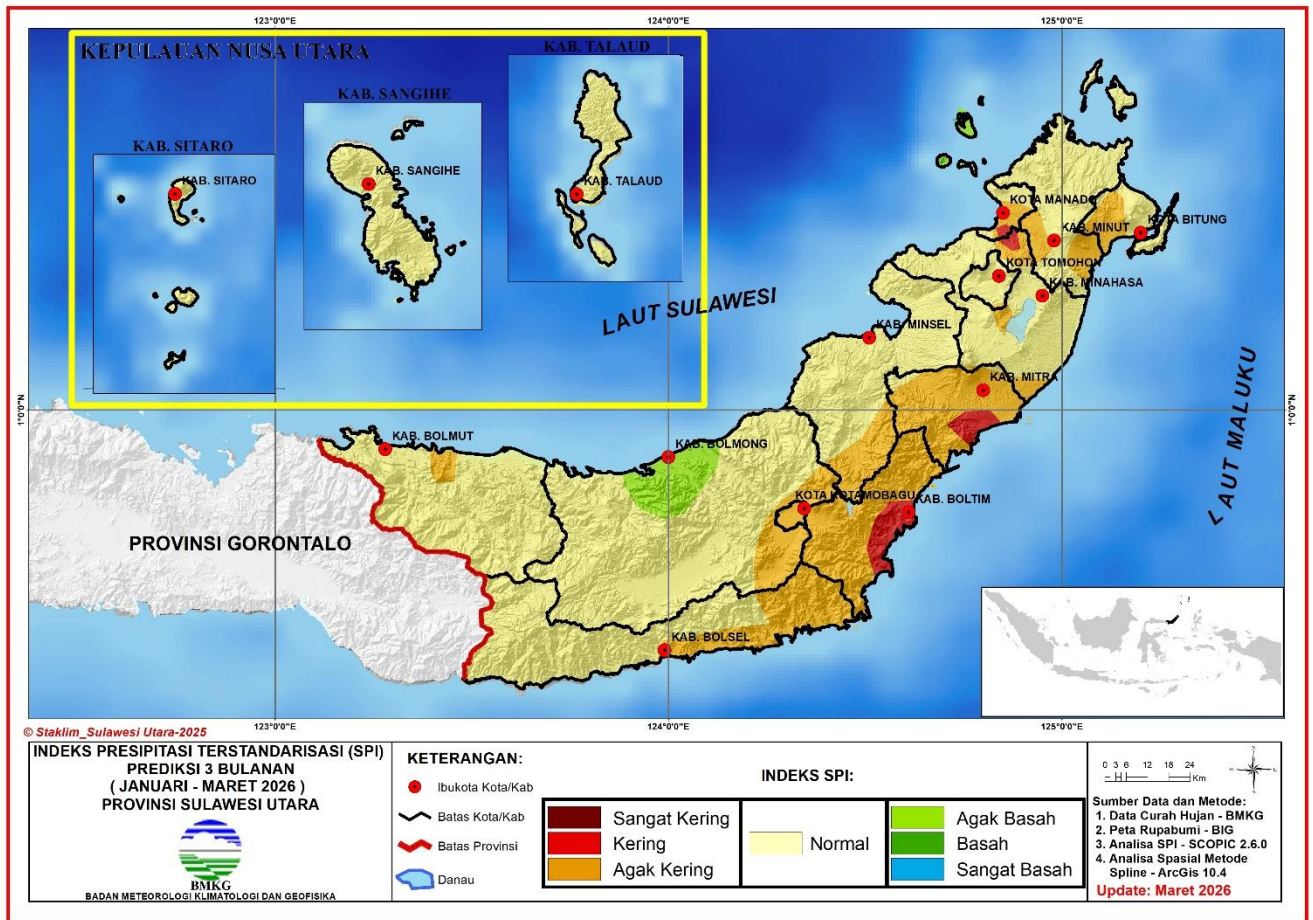 123°0'0"E
124°0'0"E
125°0'0"E
KEPULAUAN NUSA UTARA
KAB. TALAUD
KAB. SANGIHE
KAB. SITARO
KAB. SITARO
KAB. SANGIHE
KAB. TALAUD
KOTA MANADO
KAB. MINUT
KOTA BITUNG
KOTA TOMOHON
KAB. MINAHASA
LAUT SULAWESI
KAB. MINSEL
KAB. MITRA
LAUT MALUKU
1°0'0"N
1°0'0"N
KAB. BOLMUT
KAB. BOLMONG
KOTA KOTAMOBAGU
KAB. BOLTIM
PROVINSI GORONTALO
KAB. BOLSEL
123°0'0"E
124°0'0"E
125°0'0"E
© Staklim_Sulawesi Utara-2025
INDEKS PRESIPITASI TERSTANDARISASI (SPI)
PREDIKSI 3 BULANAN
( JANUARI - MARET 2026 )
PROVINSI SULAWESI UTARA
BMKG
BADAN METEOROLOGI KLIMATOLOGI DAN GEOFISIKA
KETERANGAN:
Ibukota Kota/Kab
Batas Kota/Kab
Batas Provinsi
Danau
INDEKS SPI:
Sangat Kering
Kering
Agak Kering
Normal
Agak Basah
Basah
Sangat Basah
0 3 6 12 18 24
Km
Sumber Data dan Metode:
1. Data Curah Hujan - BMKG
2. Peta Rupabumi - BIG
3. Analisa SPI - SCOPIC 2.6.0
4. Analisa Spasial Metode
Spline - ArcGis 10.4
Update: Maret 2026